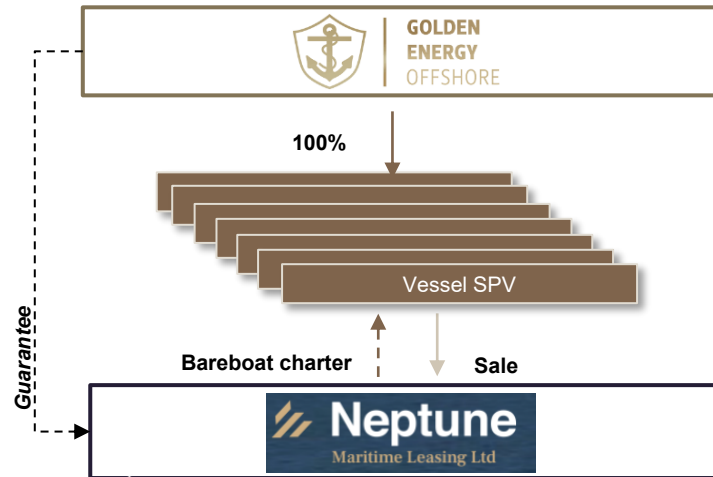 GOLDEN
ENERGY
OFFSHORE
100%
Vessel SPV
Bareboat charter
Sale
Guarantee
Neptune
Maritime Leasing Ltd